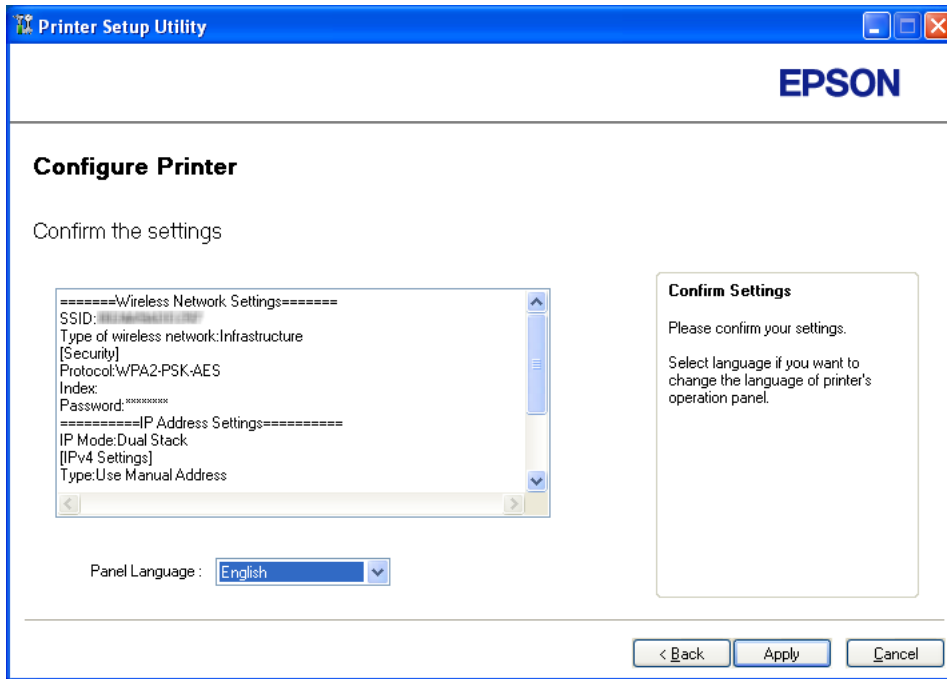 Printer Setup Utility
EPSON
Configure Printer
Confirm the settings
=======Wireless Network Settings=======
SSID:
Type of wireless network:Infrastructure
[Security]
Protocol:WPA2-PSK-AES
Index:
Password:********
==========IP Address Settings==========
IP Mode:Dual Stack
[IPv4 Settings]
Type:Use Manual Address
Confirm Settings
Please confirm your settings.
Select language if you want to
change the language of printer's
operation panel.
Panel Language : English
< Back
Apply
Cancel